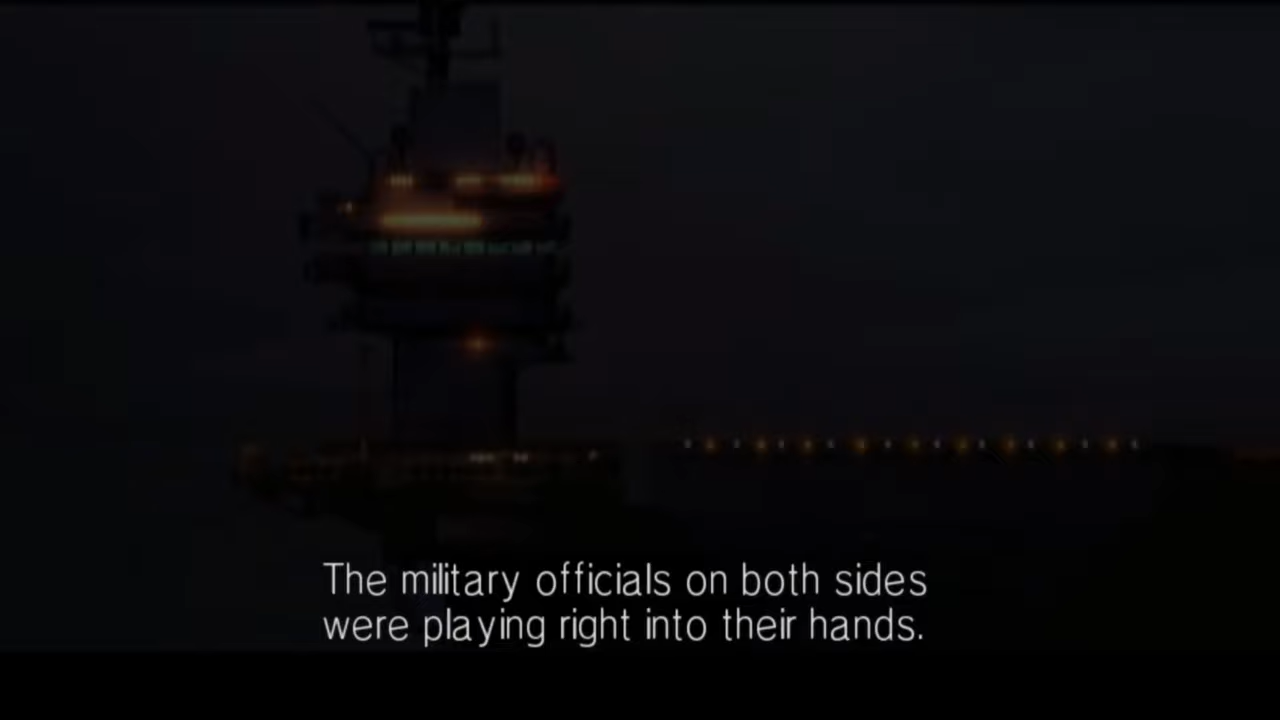 The military officials on both sides
were playing right into their hands.